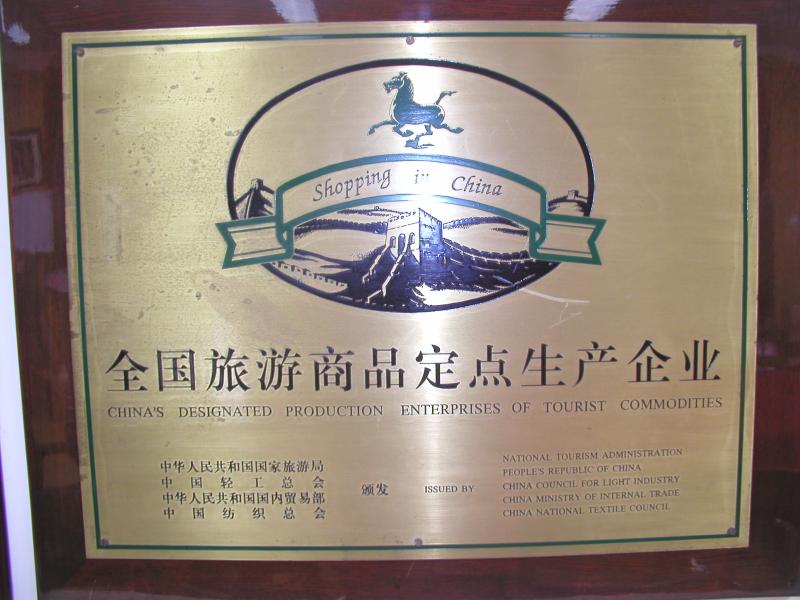 Shopping in China
全国旅游商品定点生产企业
CHINA'S DESIGNATED PRODUCTION ENTERPRISES OF TOURIST COMMODITIES
中华人民共和国国家旅游局
中国轻工总会
中华人民共和国国内贸易部
中国纺织总会
颁发
ISSUED BY
NATIONAL TOURISM ADMINISTRATION
PEOPLE'S REPUBLIC OF CHINA
CHINA COUNCIL FOR LIGHT INDUSTRY
CHINA MINISTRY OF INTERNAL TRADE
CHINA NATIONAL TEXTILE COUNCIL